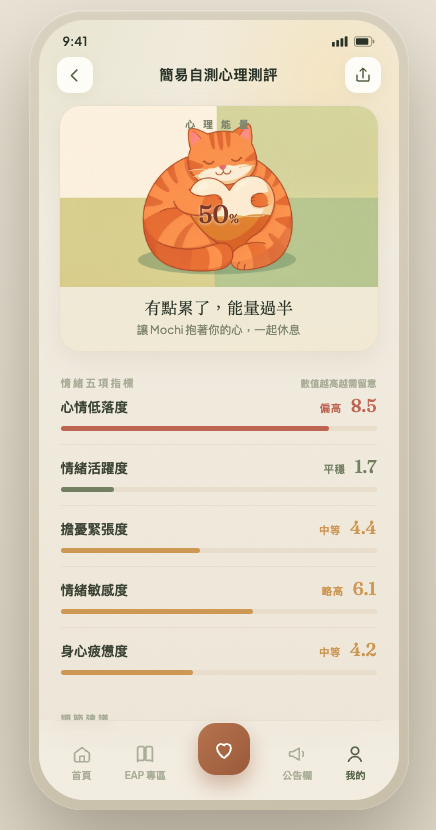 9:41
簡易自測心理測評
心理能量
50%
有點累了，能量過半
讓 Mochi 抱著你的心，一起休息
情緒五項指標
數值越高越需留意
心情低落度 偏高 8.5
情緒活躍度 平穩 1.7
擔憂緊張度 中等 4.4
情緒敏感度 略高 6.1
身心疲憊度 中等 4.2
首頁
EAP 專區
公告欄
我的